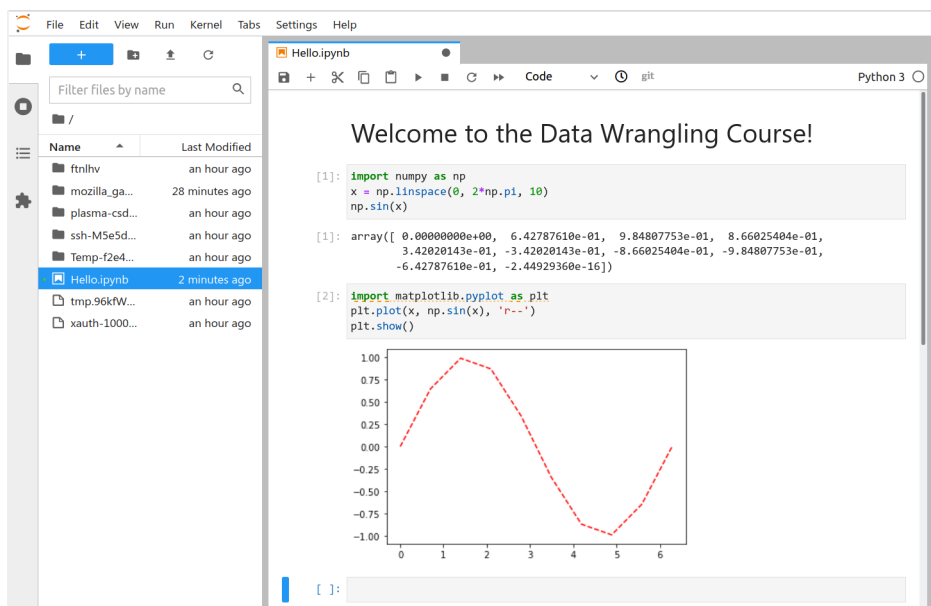 File Edit View Run Kernel Tabs Settings Help
Filter files by name
/
Name Last Modified
ftnlhv an hour ago
mozilla_ga... 28 minutes ago
plasma-csd... an hour ago
ssh-M5e5d... an hour ago
Temp-f2e4... an hour ago
Hello.ipynb 2 minutes ago
tmp.96kfW... an hour ago
xauth-1000... an hour ago
Hello.ipynb
Code git Python 3
Welcome to the Data Wrangling Course!
[1]: import numpy as np
x = np.linspace(0, 2*np.pi, 10)
np.sin(x)
[1]: array([ 0.00000000e+00, 6.42787610e-01, 9.84807753e-01, 8.66025404e-01,
3.42020143e-01, -3.42020143e-01, -8.66025404e-01, -9.84807753e-01,
-6.42787610e-01, -2.44929360e-16])
[2]: import matplotlib.pyplot as plt
plt.plot(x, np.sin(x), 'r--')
plt.show()
1.00
0.75
0.50
0.25
0.00
−0.25
−0.50
−0.75
−1.00
0 1 2 3 4 5 6
[ ]: